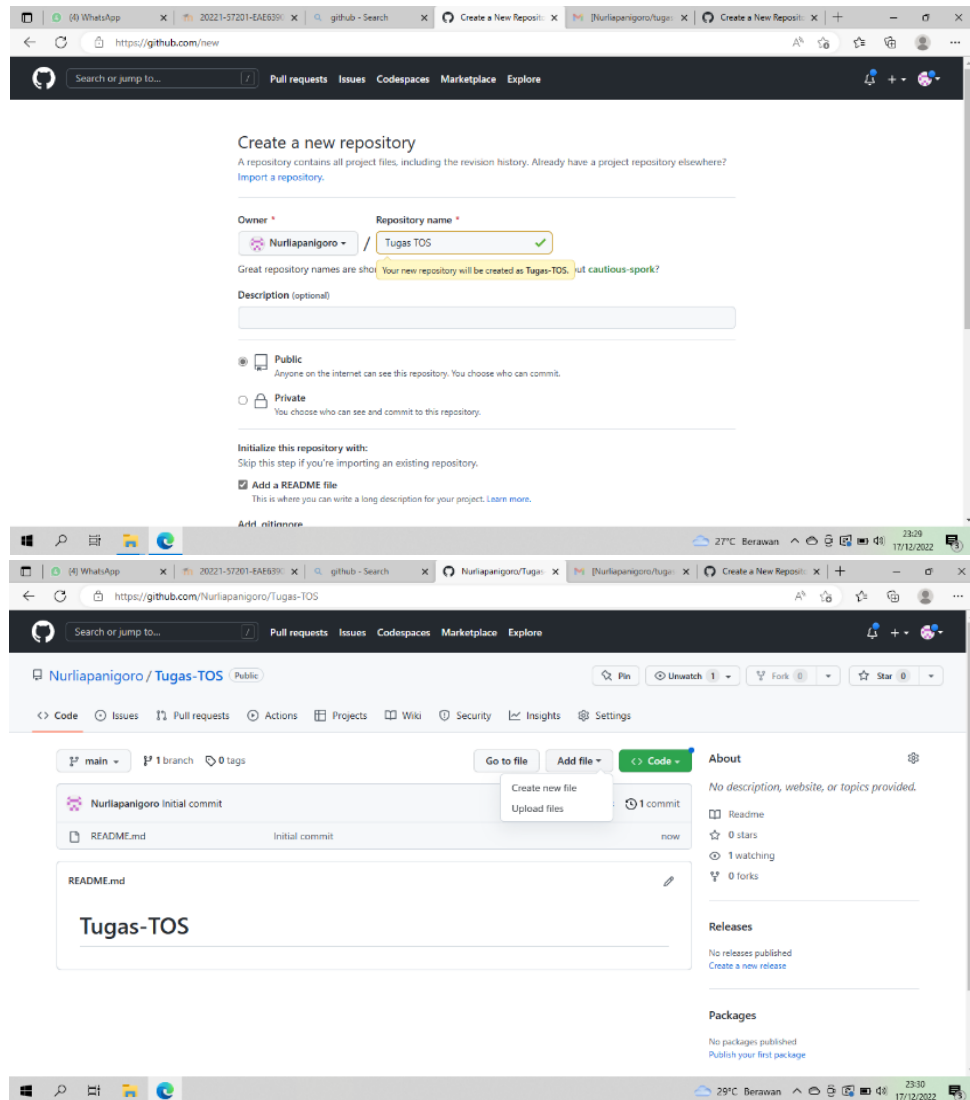 (4) WhatsApp
20221-57201-EAE639
github - Search
Create a New Reposit
[Nurliapanigoro/tuga
Create a New Reposit
https://github.com/new
Search or jump to... /
Pull requests Issues Codespaces Marketplace Explore
Create a new repository
A repository contains all project files, including the revision history. Already have a project repository elsewhere?
Import a repository.
Owner * Repository name *
Nurliapanigoro / Tugas TOS
Great repository names are shor
Your new repository will be created as Tugas-TOS.
ut cautious-spork?
Description (optional)
Public
Anyone on the internet can see this repository. You choose who can commit.
Private
You choose who can see and commit to this repository.
Initialize this repository with:
Skip this step if you're importing an existing repository.
Add a README file
This is where you can write a long description for your project. Learn more.
Add .gitignore
27°C Berawan 23:29
17/12/2022
(4) WhatsApp
20221-57201-EAE639
github - Search
Nurliapanigoro/Tugas
[Nurliapanigoro/tuga
Create a New Reposit
https://github.com/Nurliapanigoro/Tugas-TOS
Search or jump to... /
Pull requests Issues Codespaces Marketplace Explore
Nurliapanigoro / Tugas-TOS Public
Pin Unwatch 1 Fork 0 Star 0
<> Code Issues Pull requests Actions Projects Wiki Security Insights Settings
main 1 branch 0 tags Go to file Add file <> Code
Create new file
Upload files
Nurliapanigoro Initial commit 1 commit
README.md Initial commit now
README.md
Tugas-TOS
About
No description, website, or topics provided.
Readme
0 stars
1 watching
0 forks
Releases
No releases published
Create a new release
Packages
No packages published
Publish your first package
29°C Berawan 23:30
17/12/2022